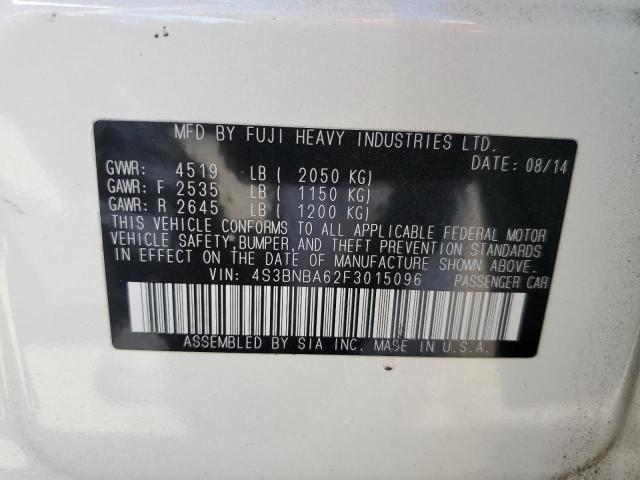 MFD BY FUJI HEAVY INDUSTRIES LTD.
DATE: 08/14
GVWR: 4519 LB ( 2050 KG)
GAWR: F 2535 LB ( 1150 KG)
GAWR: R 2645 LB ( 1200 KG)
THIS VEHICLE CONFORMS TO ALL APPLICABLE FEDERAL MOTOR
VEHICLE SAFETY, BUMPER, AND THEFT PREVENTION STANDARDS
IN EFFECT ON THE DATE OF MANUFACTURE SHOWN ABOVE.
VIN: 4S3BNBA62F3015096 PASSENGER CAR
ASSEMBLED BY SIA INC. MADE IN U.S.A.